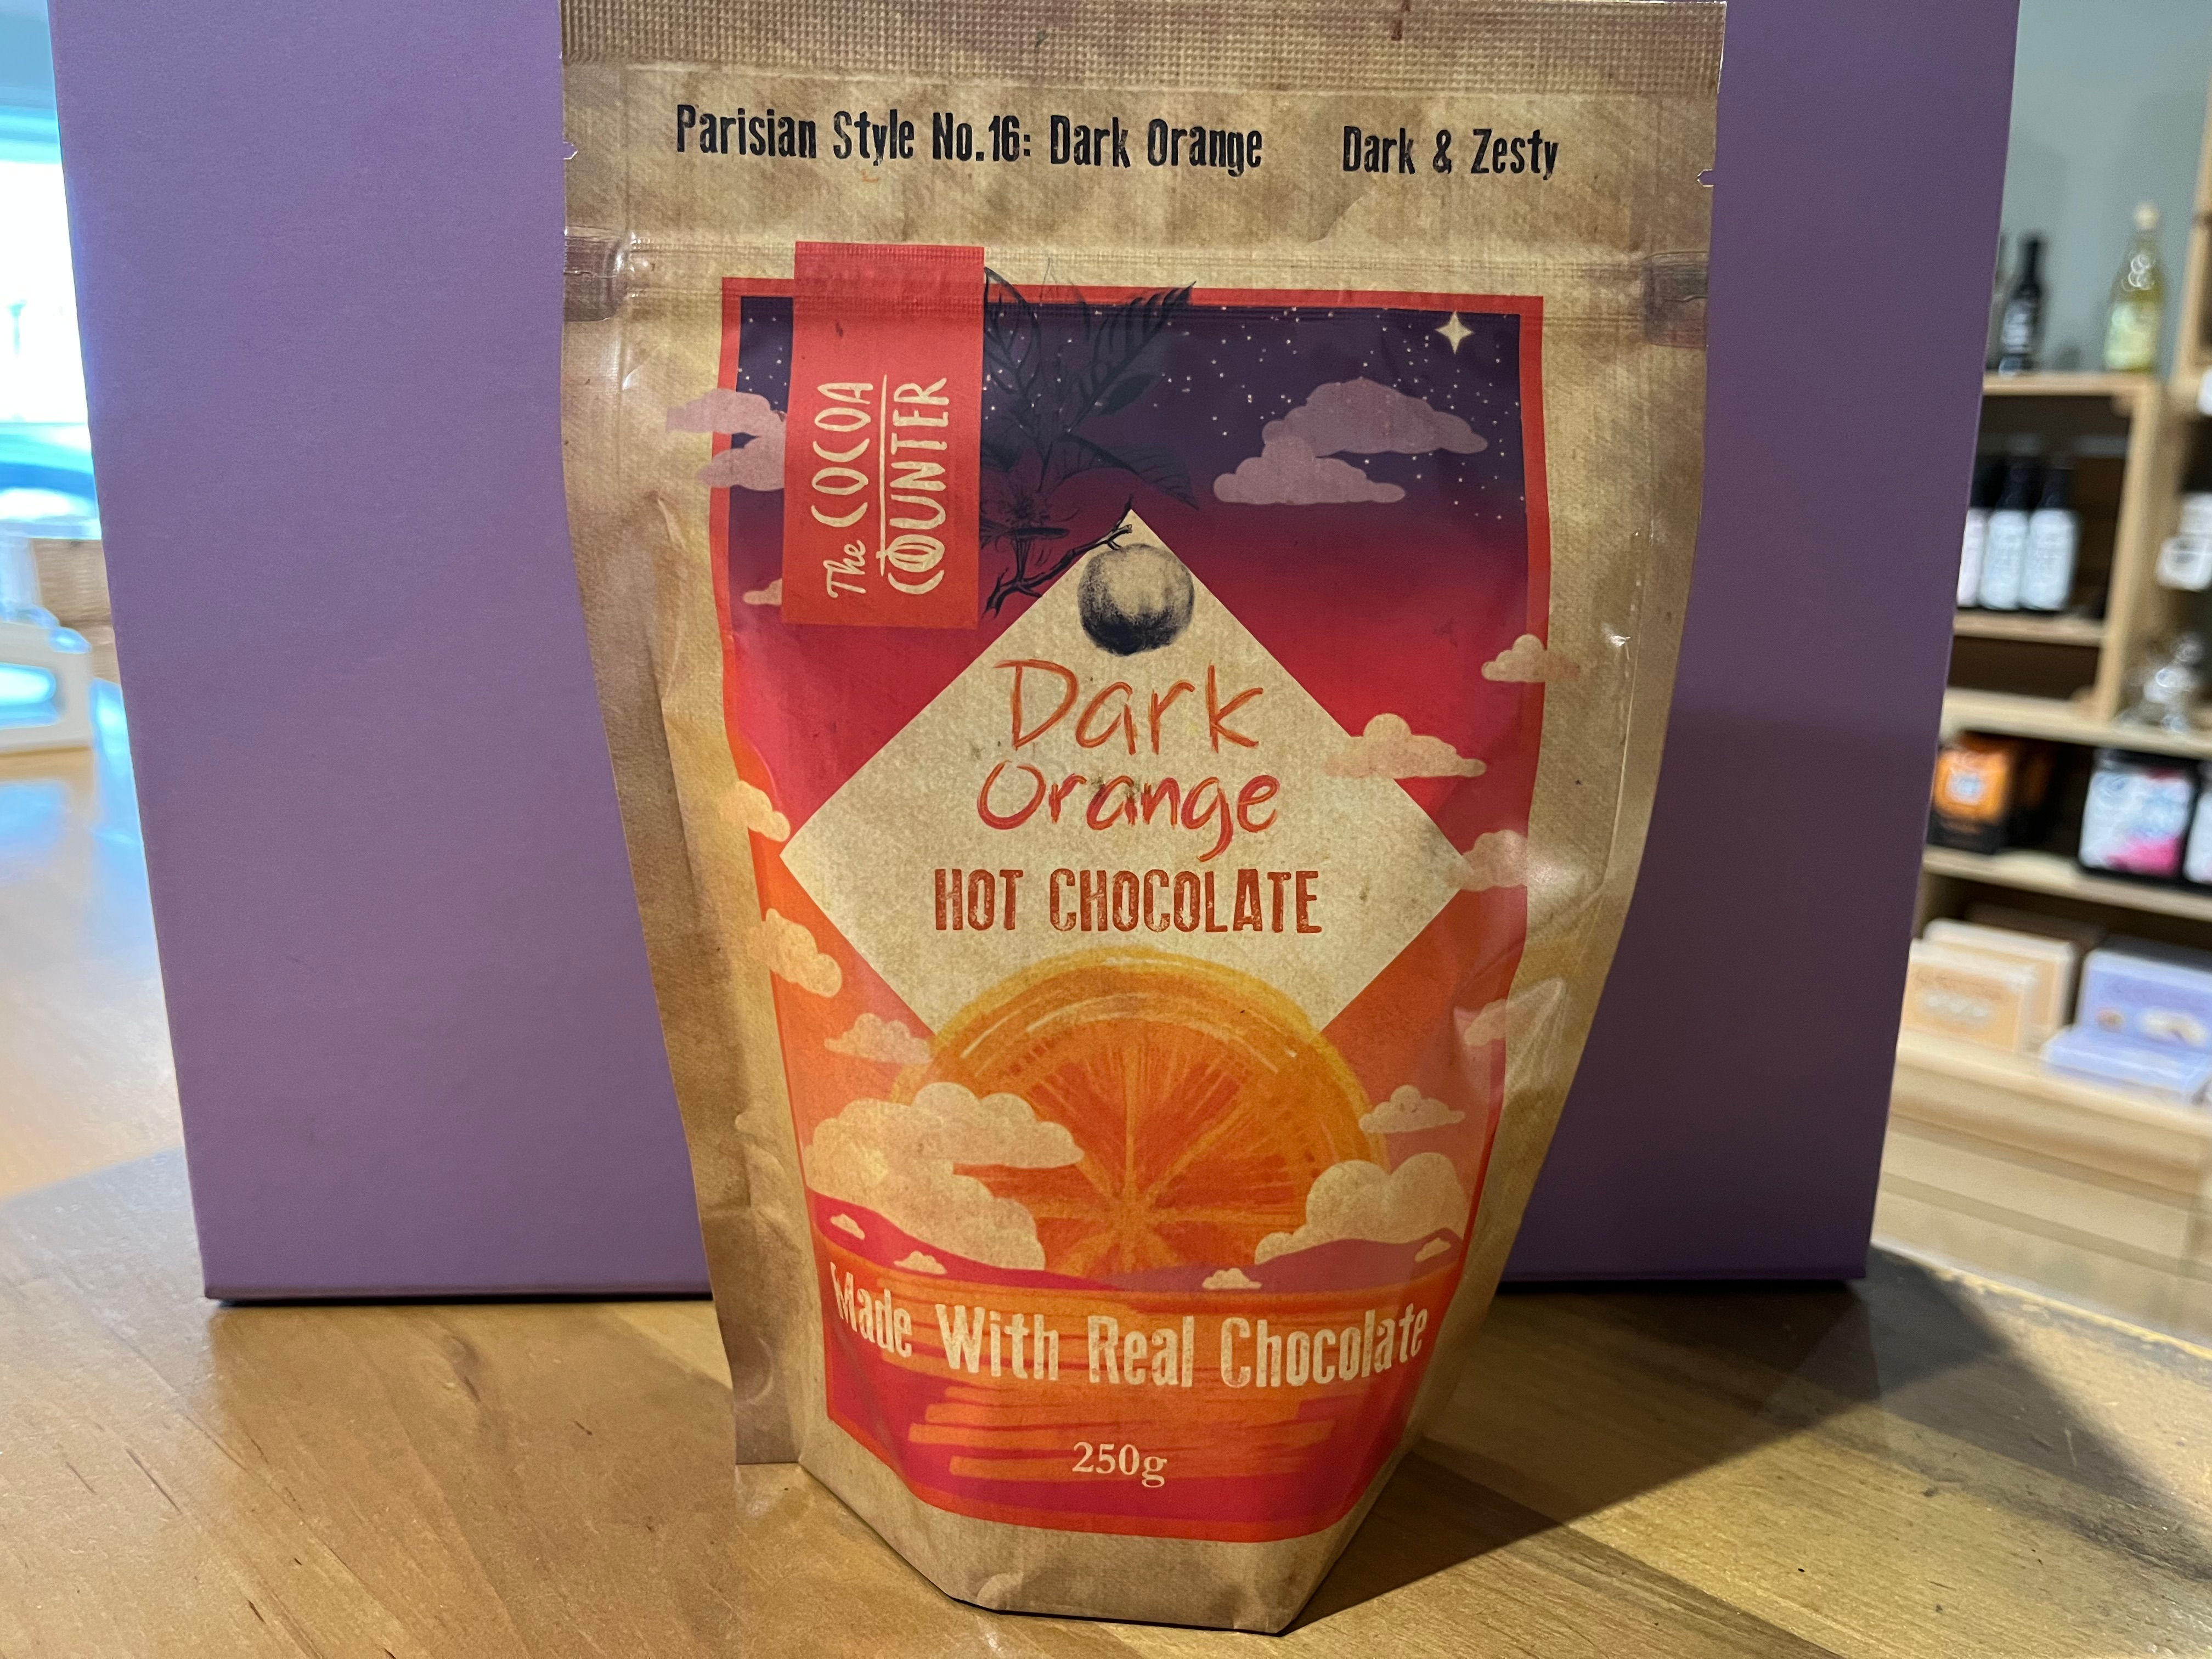 Parisian Style No.16: Dark Orange Dark & Zesty
The COCOA
COUNTER
Dark
Orange
HOT CHOCOLATE
Made With Real Chocolate
250g